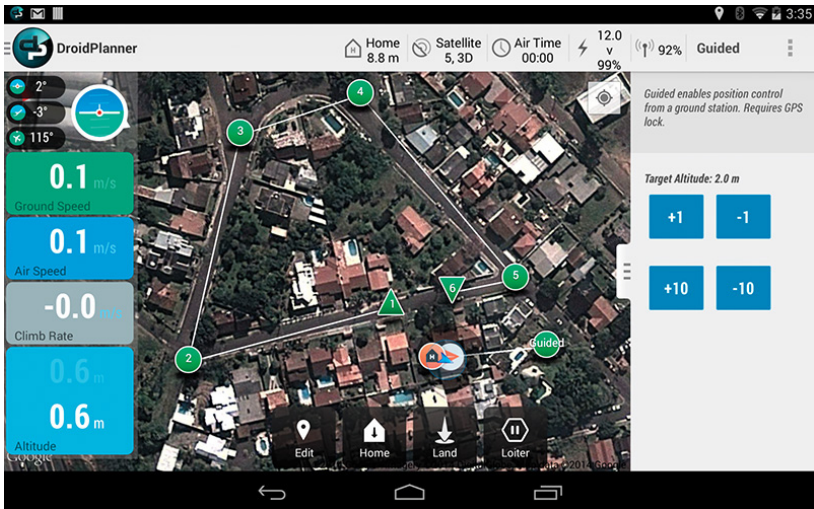 3:35
DroidPlanner
Home
8.8 m
Satellite
5, 3D
Air Time
00:00
12.0
v
99%
92%
Guided
2°
-3°
115°
0.1 m/s
Ground Speed
0.1 m/s
Air Speed
-0.0 m/s
Climb Rate
0.6 m
0.6 m
Altitude
4
3
5
6
1
2
H
Guided
Edit
Home
Land
Loiter
Google
Guided enables position control
from a ground station. Requires GPS
lock.
Target Altitude: 2.0 m
+1
-1
+10
-10